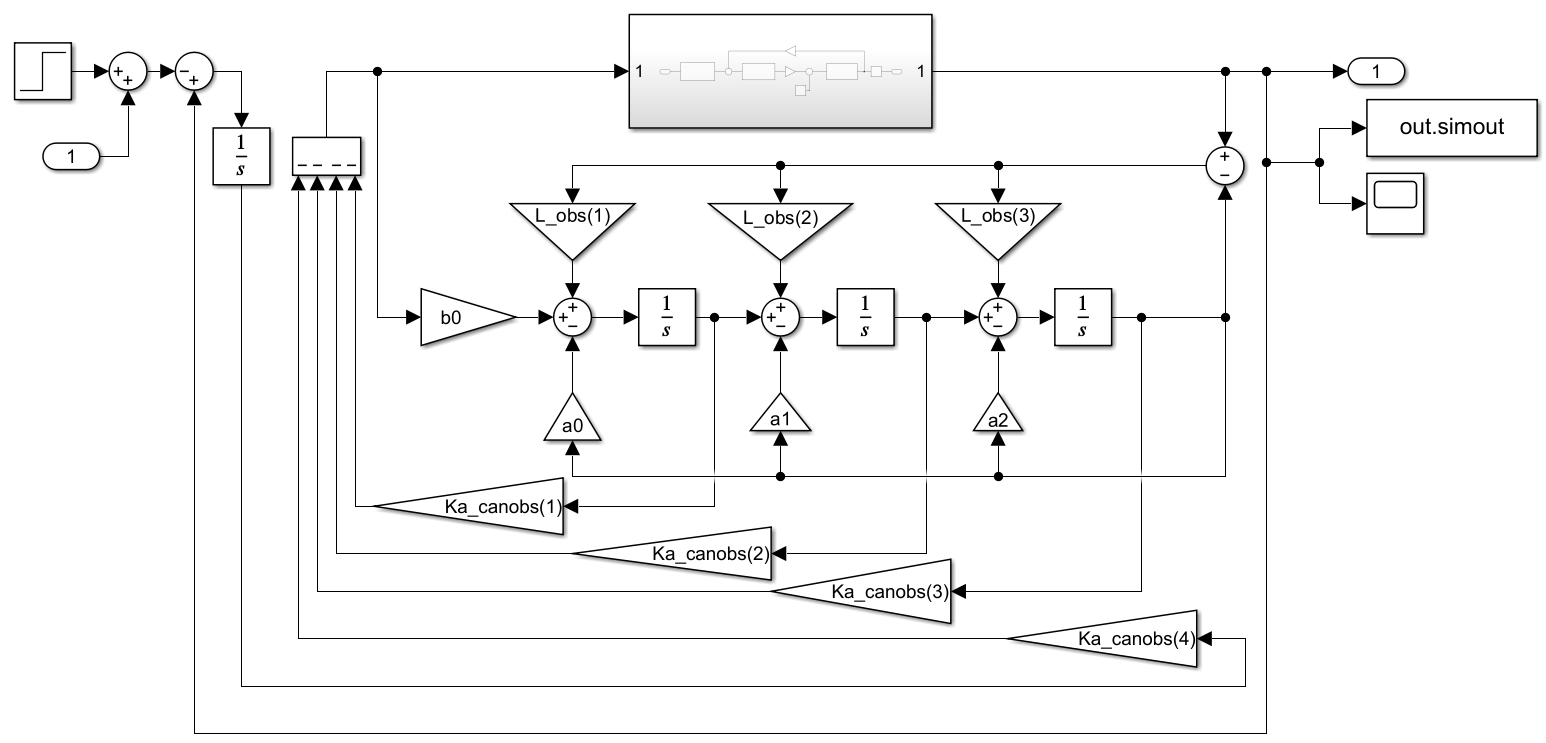 1 1
1
+
+
−
+
1
1
s
− − − −
out.simout
+
−
L_obs(1)
L_obs(2)
L_obs(3)
b0
+
+
−
1
s
+
+
−
1
s
+
+
−
1
s
a0
a1
a2
Ka_canobs(1)
Ka_canobs(2)
Ka_canobs(3)
Ka_canobs(4)